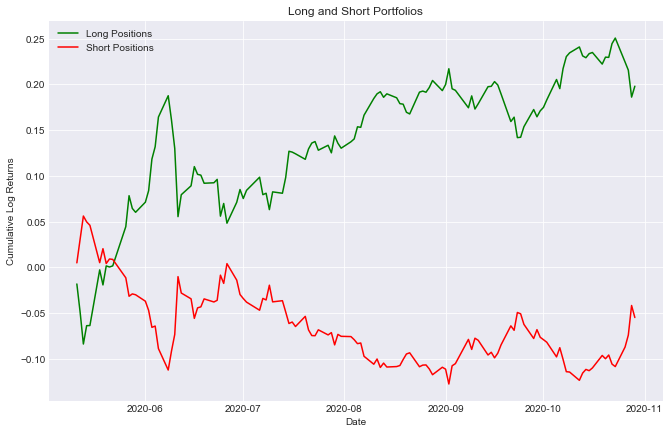 Long and Short Portfolios
Long Positions
Short Positions
Cumulative Log Returns
0.25
0.20
0.15
0.10
0.05
0.00
−0.05
−0.10
2020-06 2020-07 2020-08 2020-09 2020-10 2020-11
Date